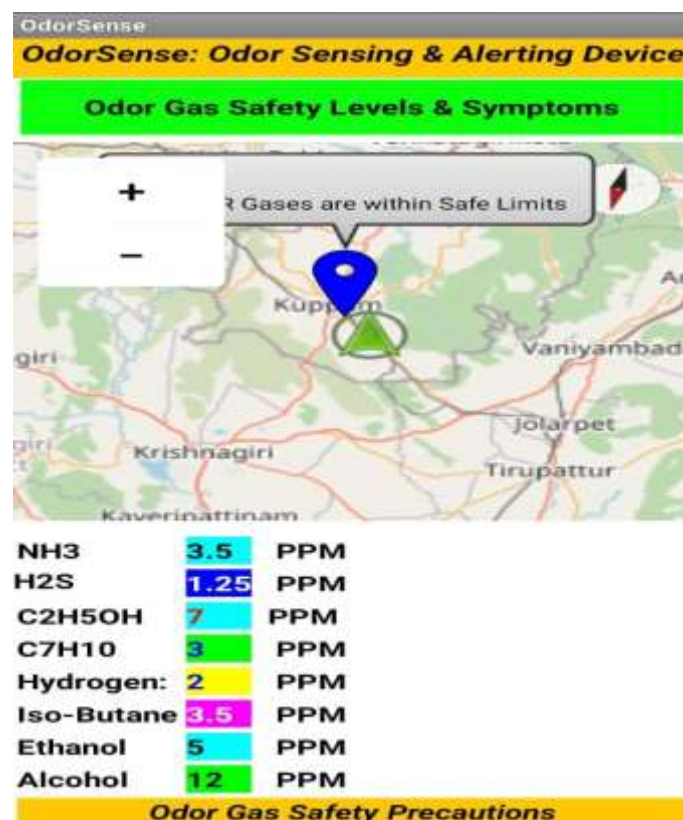 OdorSense
OdorSense: Odor Sensing & Alerting Device
Odor Gas Safety Levels & Symptoms
+
R Gases are within Safe Limits
−
Kuppam
giri
Vaniyambad
Jolarpet
Krishnagiri
Tirupattur
Kaveripattinam
NH3 3.5 PPM
H2S 1.25 PPM
C2H5OH 7 PPM
C7H10 3 PPM
Hydrogen: 2 PPM
Iso-Butane 3.5 PPM
Ethanol 5 PPM
Alcohol 12 PPM
Odor Gas Safety Precautions